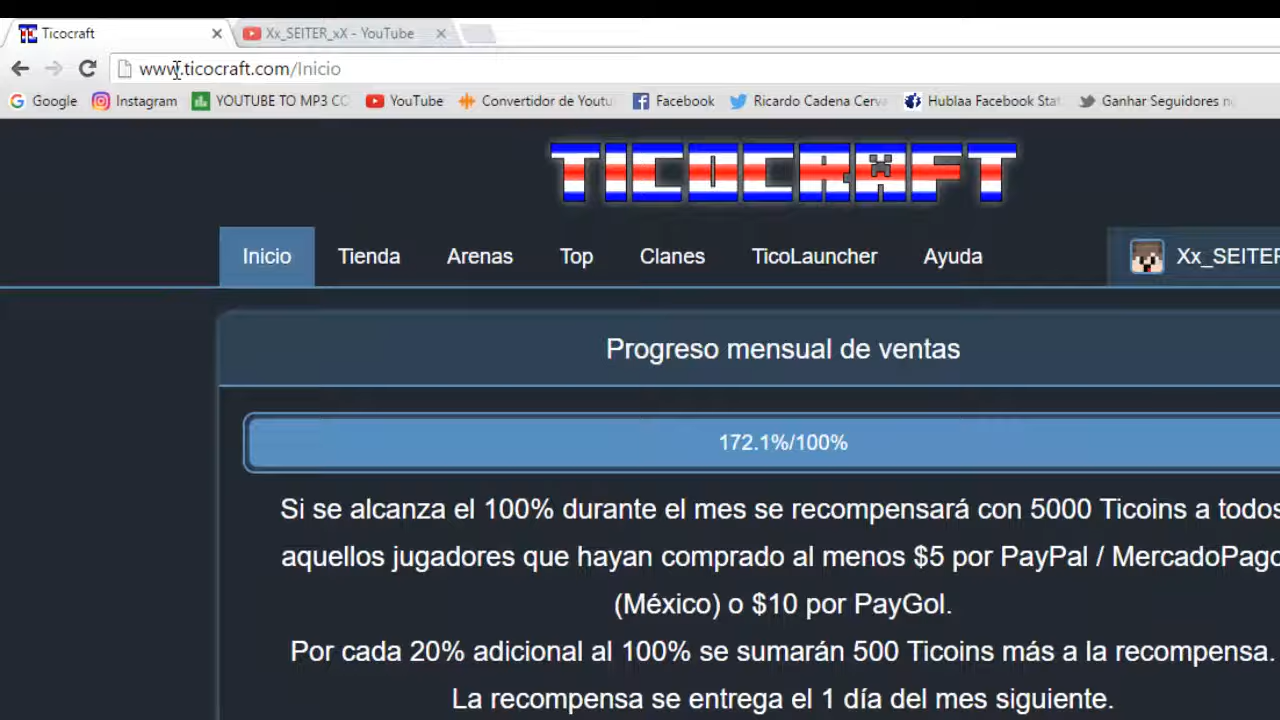 Ticocraft
Xx_SEITER_xX - YouTube
www.ticocraft.com/Inicio
Google Instagram YOUTUBE TO MP3 CO YouTube Convertidor de Youtu Facebook Ricardo Cadena Cerva Hublaa Facebook Stat Ganhar Seguidores n
TICOCRAFT
Inicio Tienda Arenas Top Clanes TicoLauncher Ayuda Xx_SEITER
Progreso mensual de ventas
172.1%/100%
Si se alcanza el 100% durante el mes se recompensará con 5000 Ticoins a todos
aquellos jugadores que hayan comprado al menos $5 por PayPal / MercadoPago
(México) o $10 por PayGol.
Por cada 20% adicional al 100% se sumarán 500 Ticoins más a la recompensa.
La recompensa se entrega el 1 día del mes siguiente.